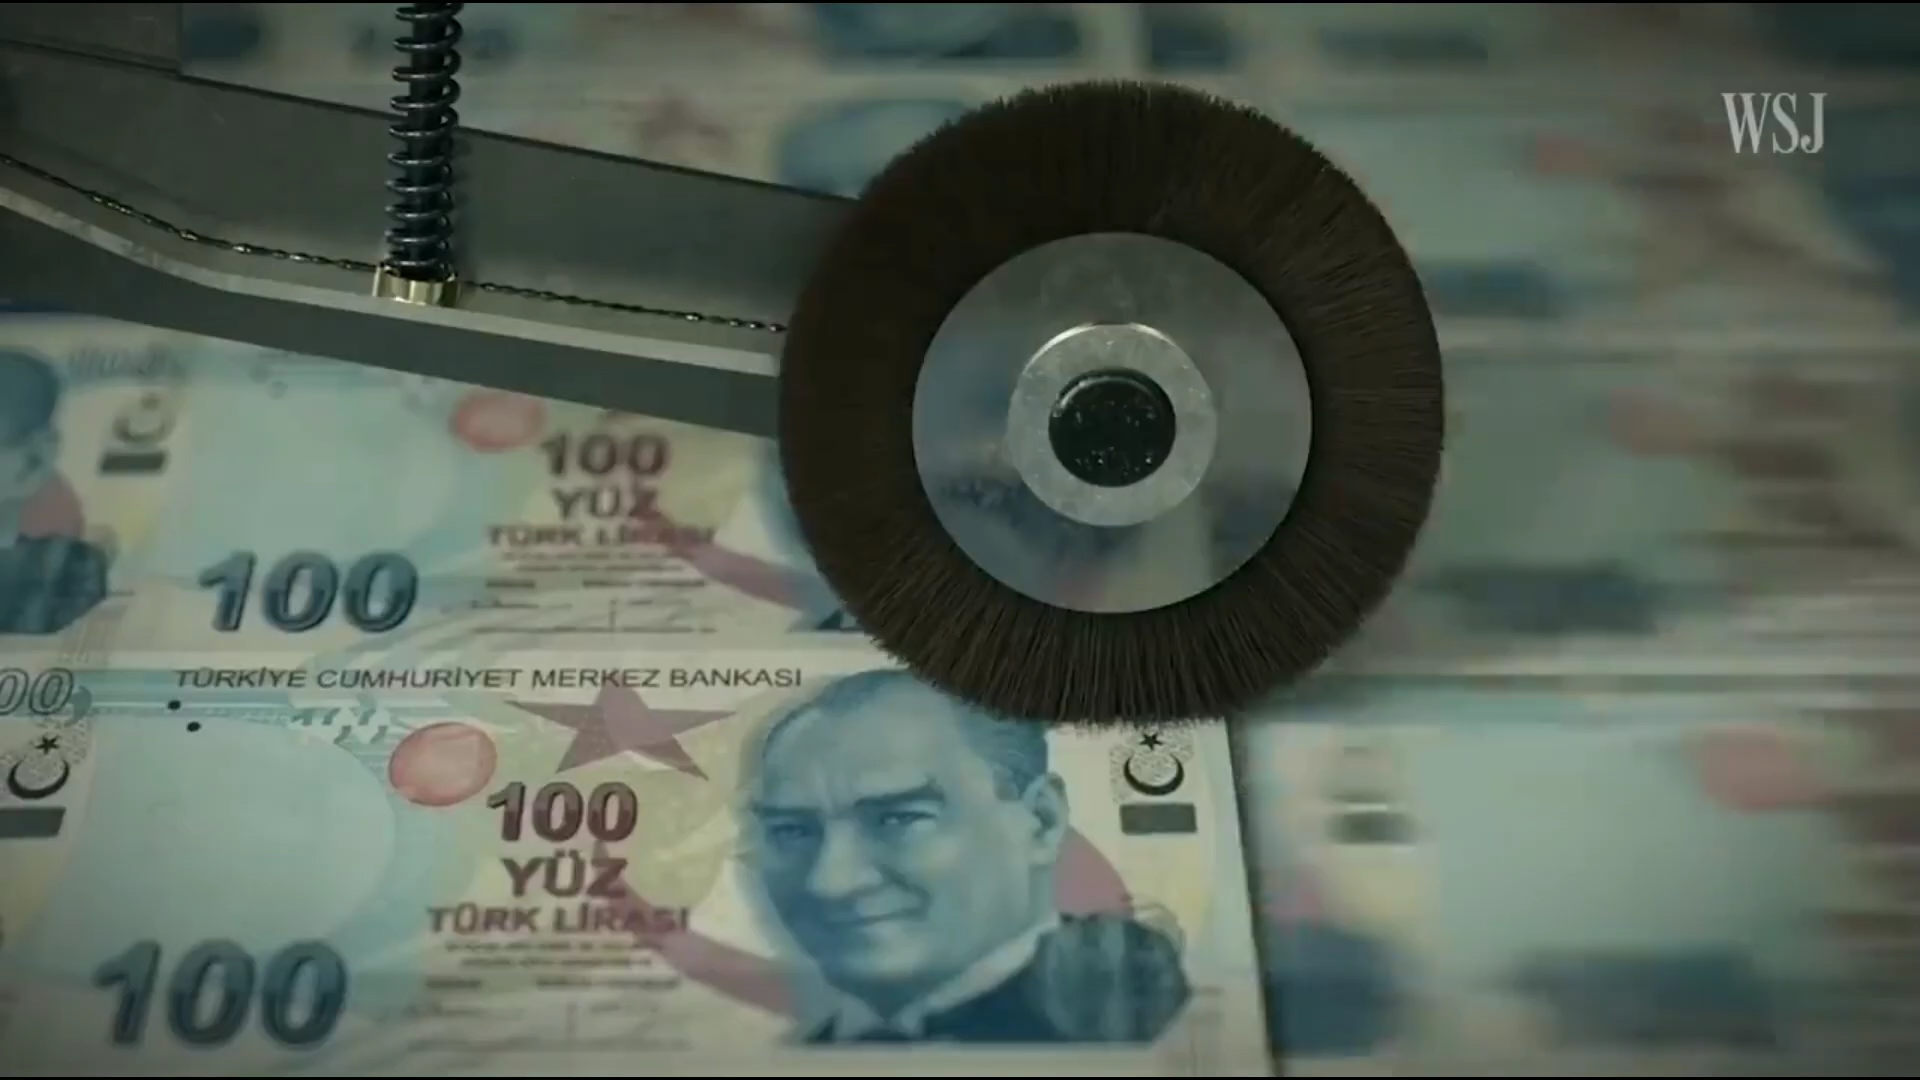 WSJ
100
YÜZ
TÜRK LİRASI
100
00
TÜRKİYE CUMHURİYET MERKEZ BANKASI
100
YÜZ
TÜRK LİRASI
100